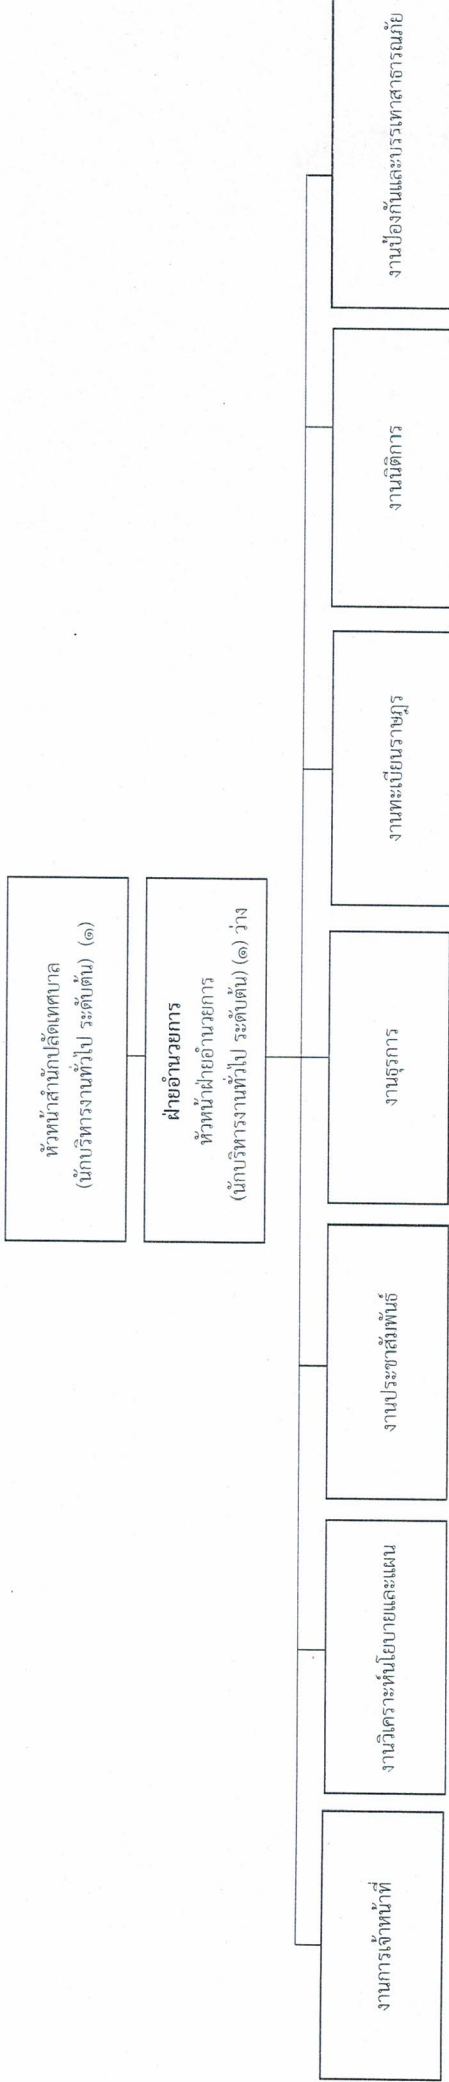 หัวหน้าสำนักปลัดเทศบาล
(นักบริหารงานทั่วไป ระดับต้น) (๑)
ฝ่ายอำนวยการ
หัวหน้าฝ่ายอำนวยการ
(นักบริหารงานทั่วไป ระดับต้น) (๑) ว่าง
งานการเจ้าหน้าที่
งานวิเคราะห์นโยบายและแผน
งานประชาสัมพันธ์
งานธุรการ
งานทะเบียนราษฎร
งานนิติการ
งานป้องกันและบรรเทาสาธารณภัย